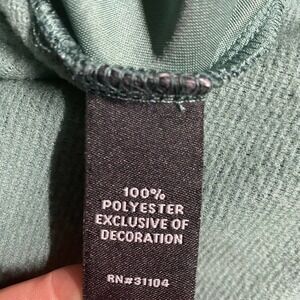 100%
POLYESTER
EXCLUSIVE OF
DECORATION
RN#31104